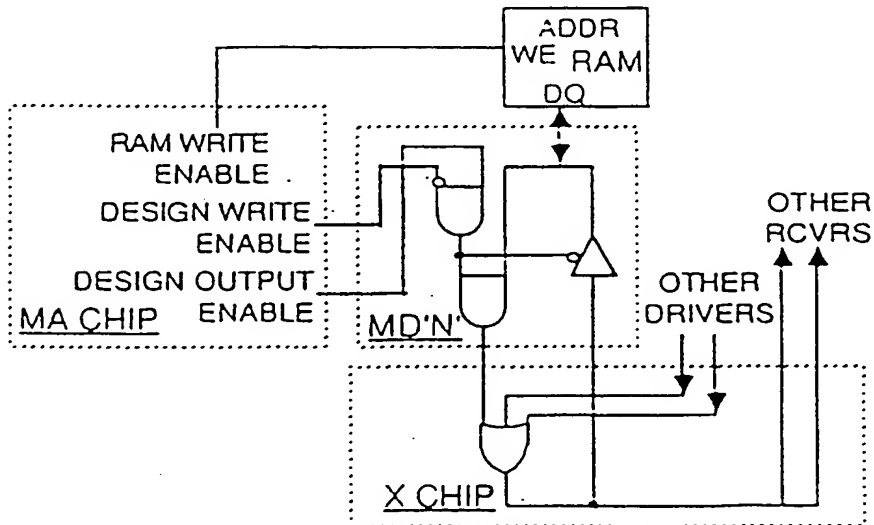 ADDR
WE RAM
DQ
RAM WRITE
ENABLE
DESIGN WRITE
ENABLE
DESIGN OUTPUT
ENABLE
MA CHIP
MD'N'
OTHER
DRIVERS
OTHER
RCVRS
X CHIP